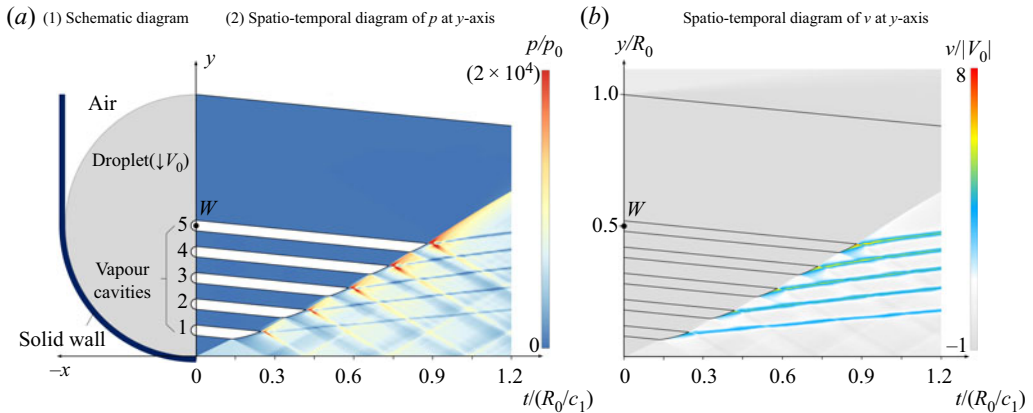 (a) (1) Schematic diagram (2) Spatio-temporal diagram of p at y-axis
p/p0
(2 × 10⁴)
y
Air
Droplet(↓V0)
W
5
4
3
2
1
Vapour
cavities
Solid wall
0
–x
0 0.3 0.6 0.9 1.2
t/(R0/c1)
(b) Spatio-temporal diagram of v at y-axis
y/R0
v/|V0|
8
1.0
W
0.5
0
–1
0 0.3 0.6 0.9 1.2
t/(R0/c1)